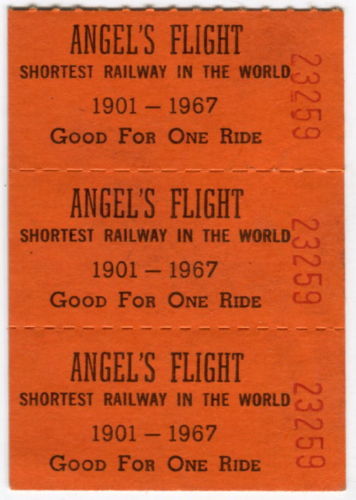 ANGEL'S FLIGHT
SHORTEST RAILWAY IN THE WORLD
1901 – 1967
GOOD FOR ONE RIDE
23259
ANGEL'S FLIGHT
SHORTEST RAILWAY IN THE WORLD
1901 – 1967
GOOD FOR ONE RIDE
23259
ANGEL'S FLIGHT
SHORTEST RAILWAY IN THE WORLD
1901 – 1967
GOOD FOR ONE RIDE
23259